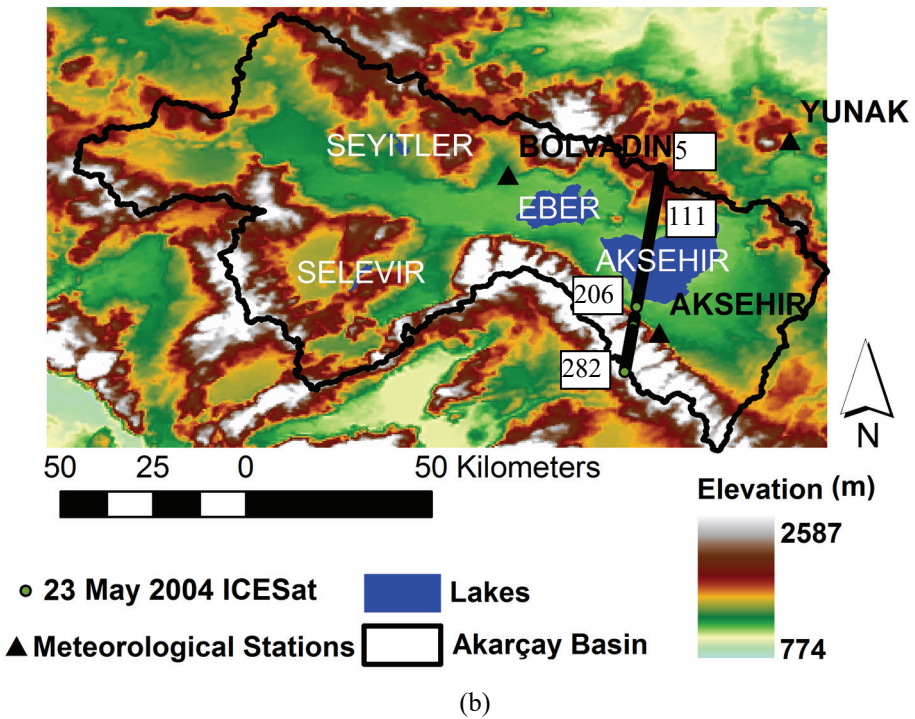 YUNAK
SEYITLER
BOLVADIN
5
EBER
111
SELEVIR
AKSEHIR
206
AKSEHIR
282
N
50 25 0 50 Kilometers
Elevation (m)
2587
774
23 May 2004 ICESat
Lakes
Meteorological Stations
Akarçay Basin
(b)